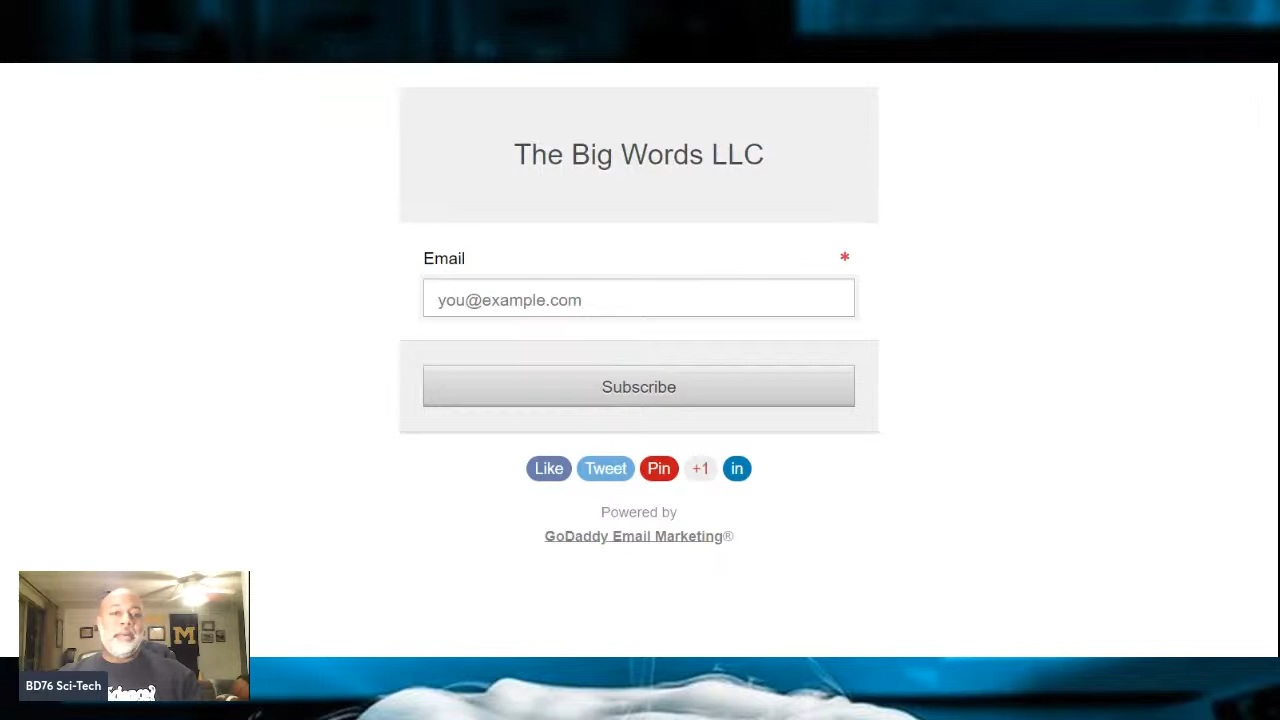 The Big Words LLC
Email *
you@example.com
Subscribe
Like Tweet Pin +1 in
Powered by
GoDaddy Email Marketing®
M
BD76 Sci-Tech